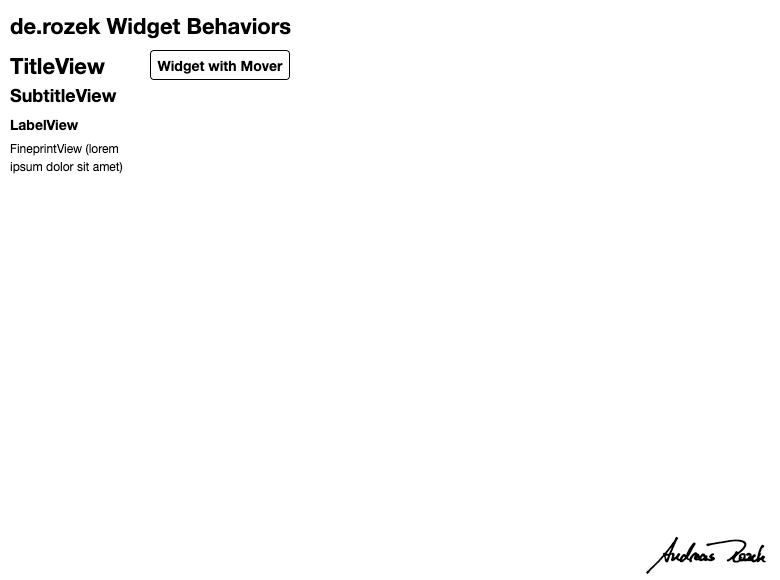 de.rozek Widget Behaviors
TitleView
Widget with Mover
SubtitleView
LabelView
FineprintView (lorem
ipsum dolor sit amet)
Andreas Rozek